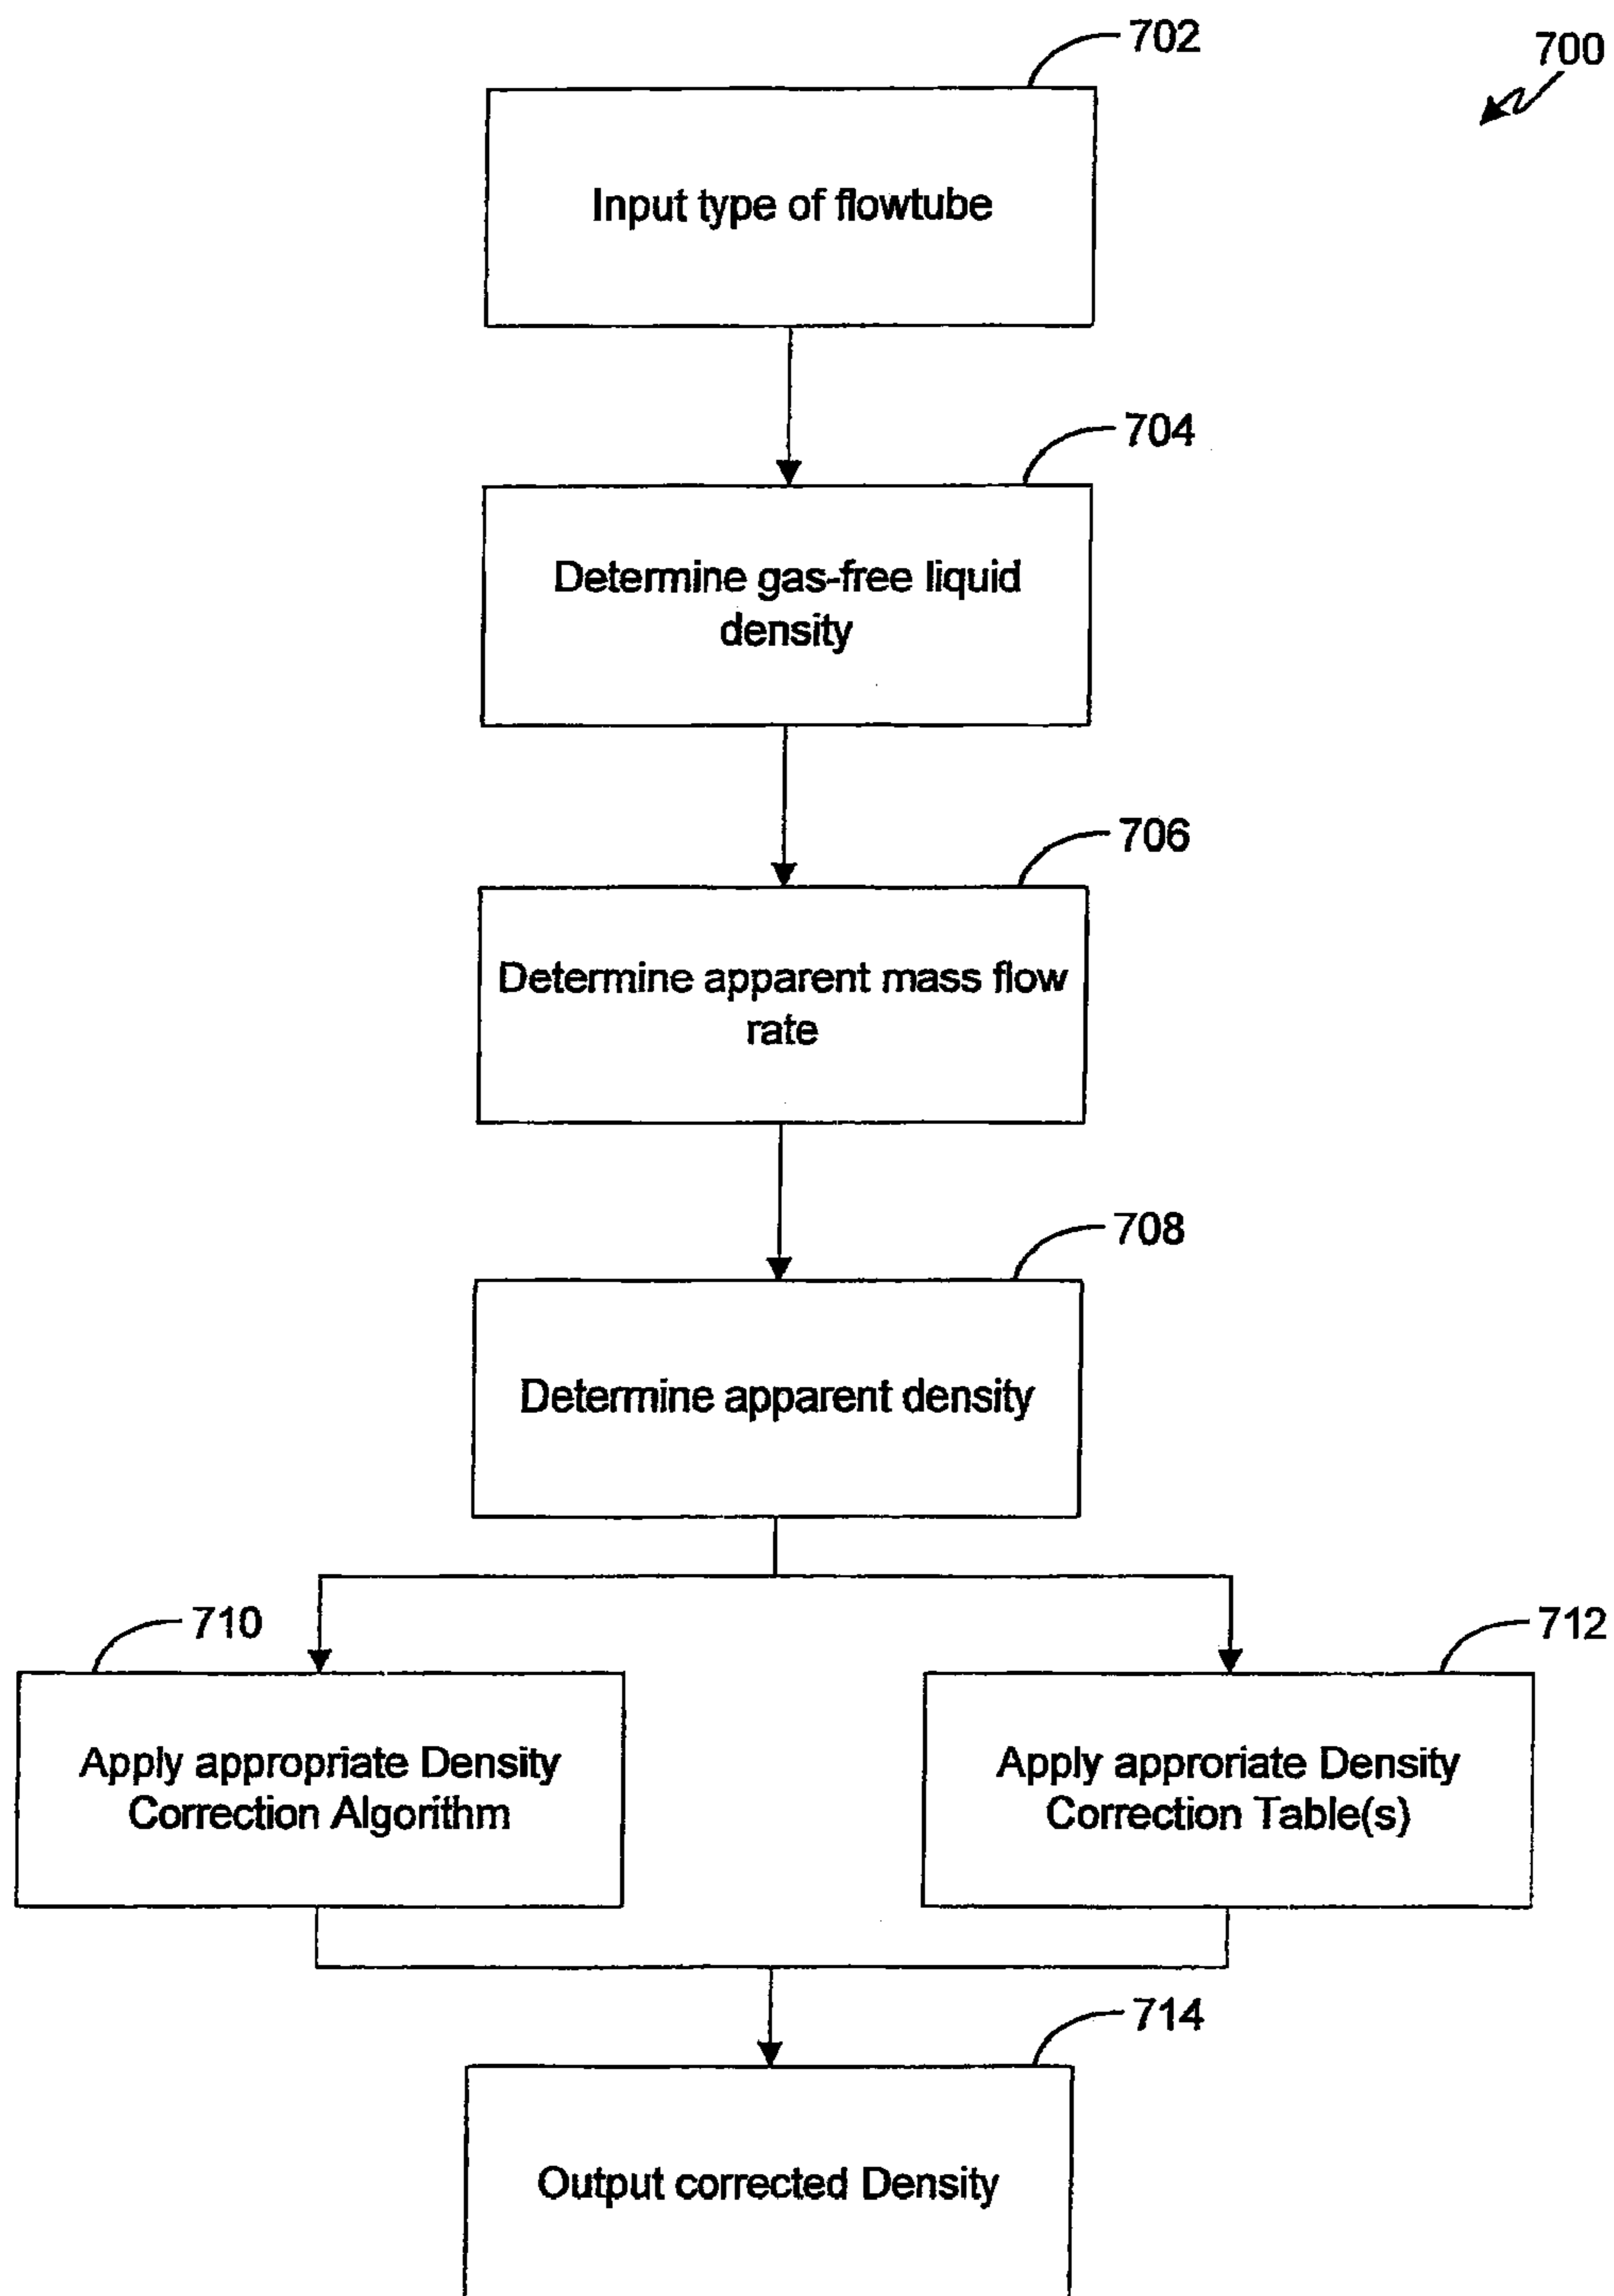 702
700
Input type of flowtube
704
Determine gas-free liquid
density
706
Determine apparent mass flow
rate
708
Determine apparent density
710
712
Apply appropriate Density
Correction Algorithm
Apply approriate Density
Correction Table(s)
714
Output corrected Density